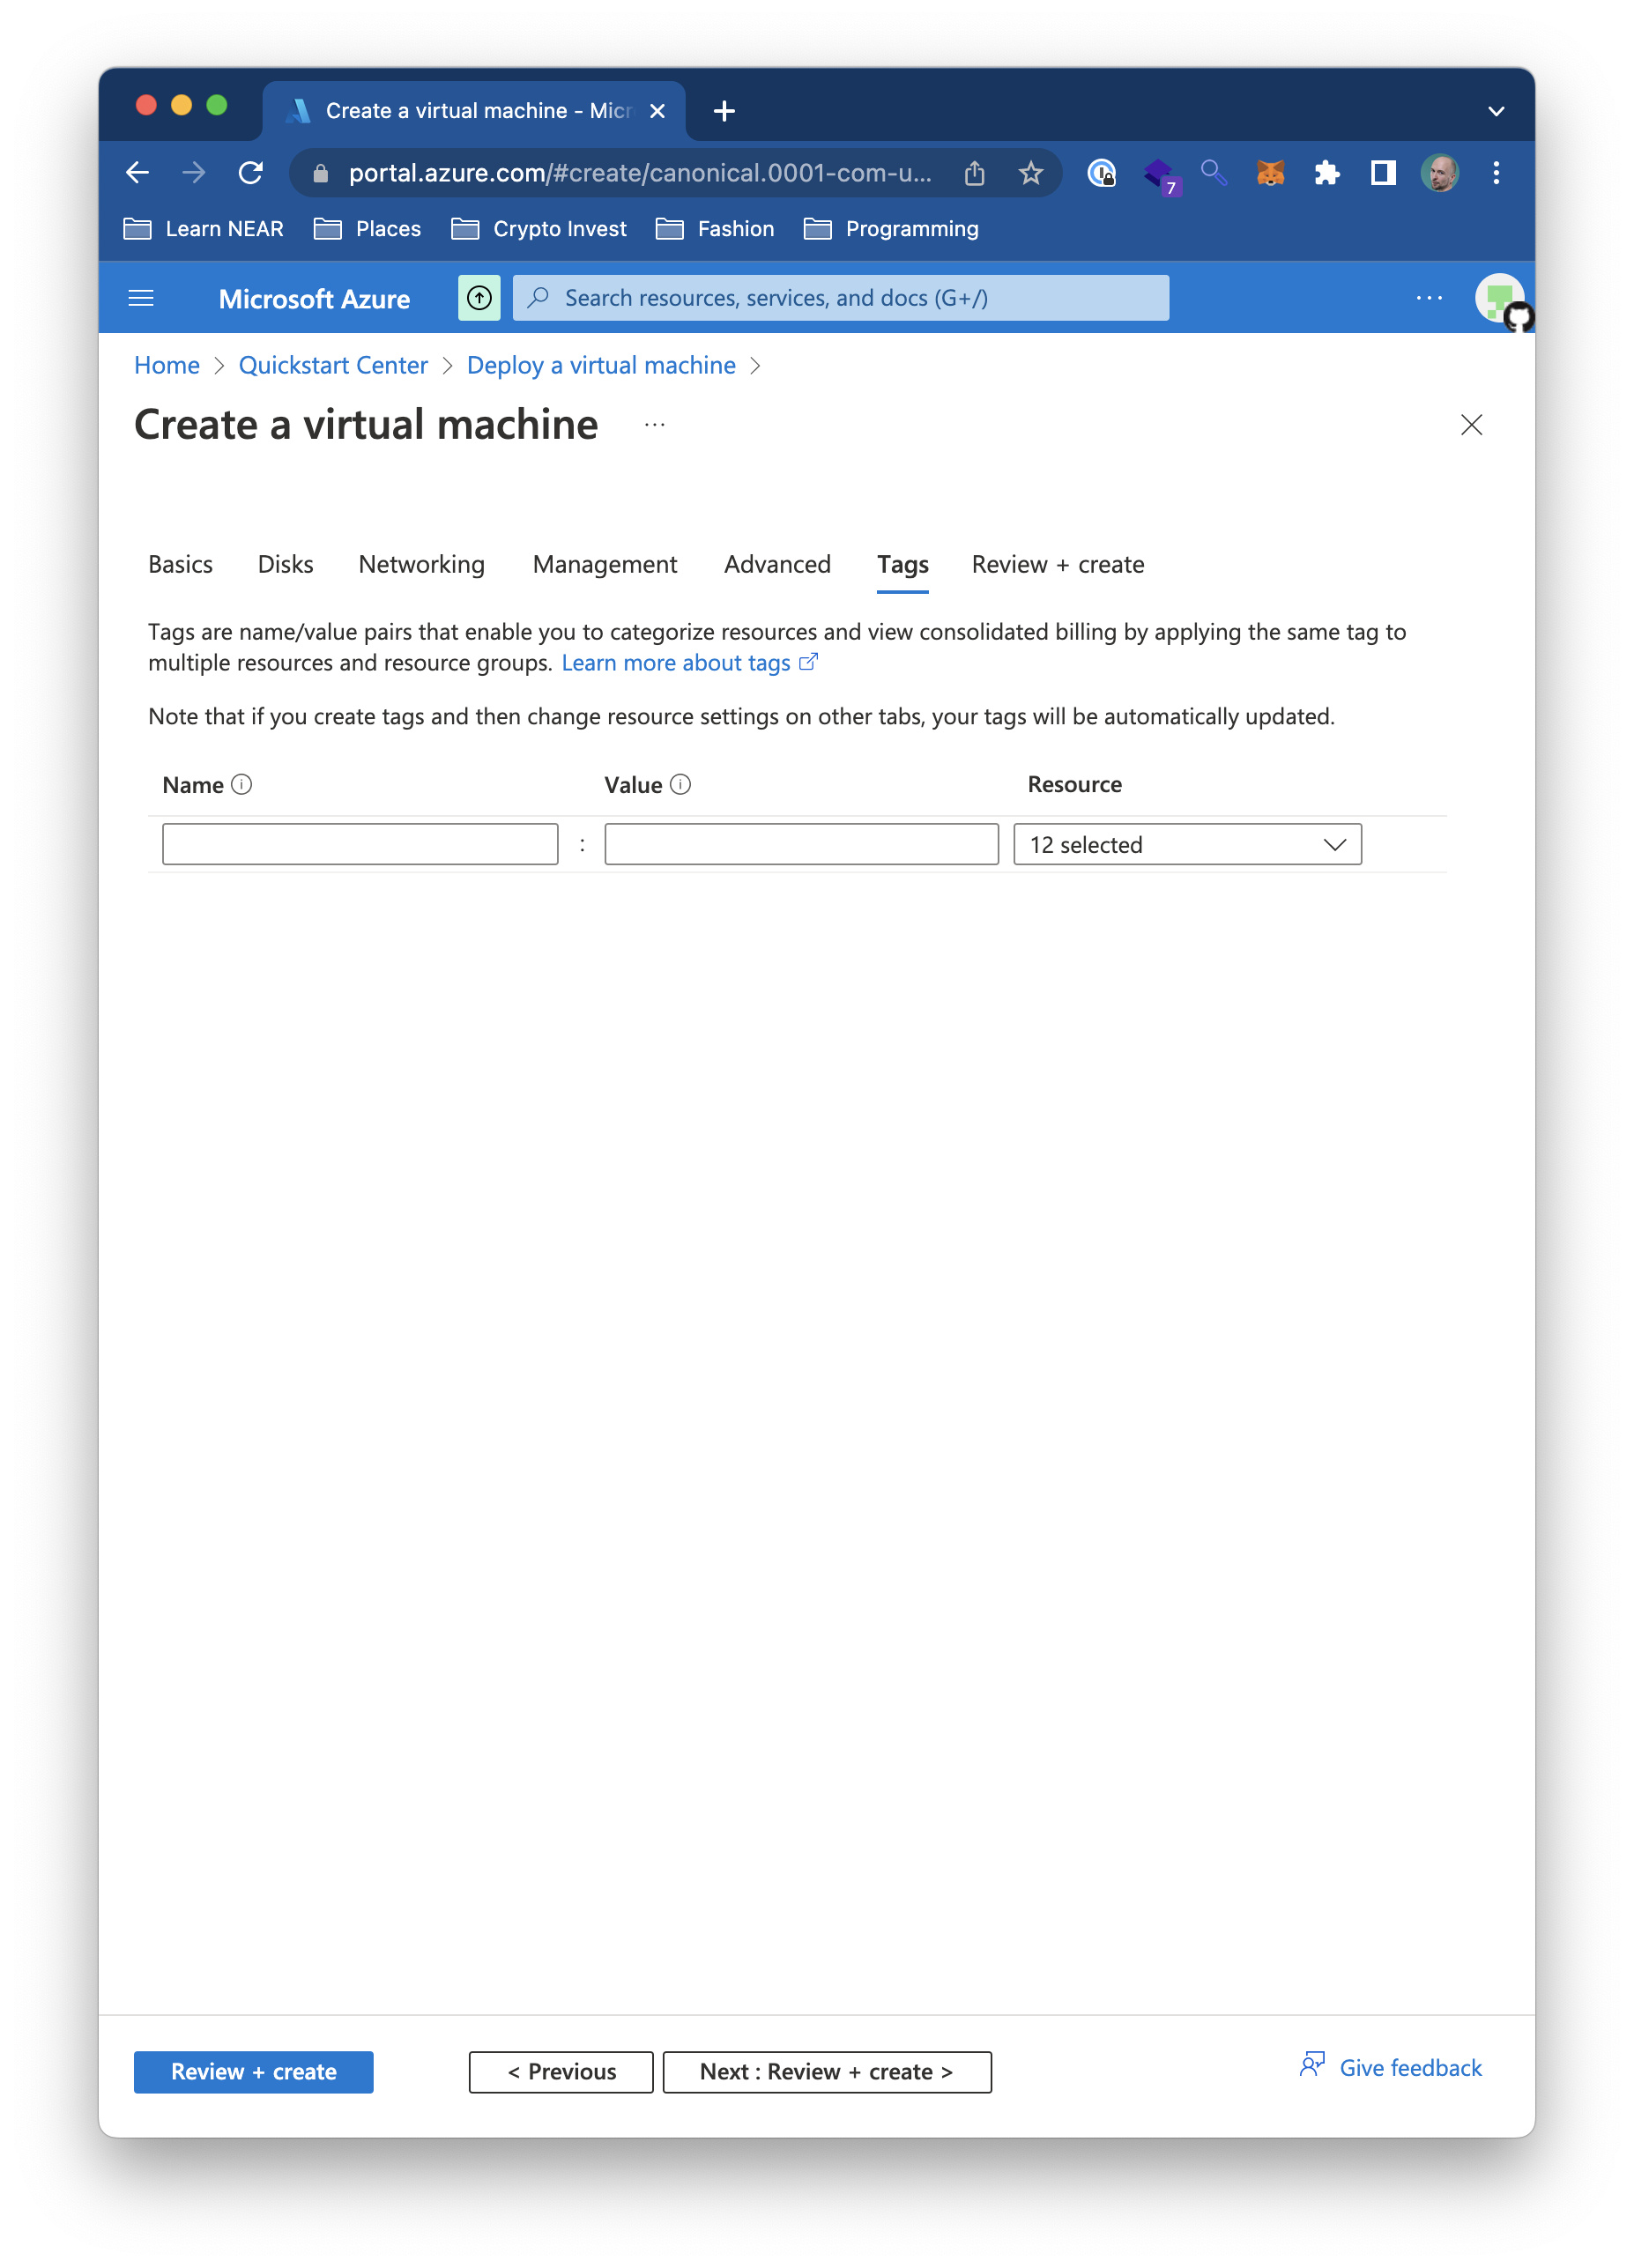 Create a virtual machine - Micr
portal.azure.com/#create/canonical.0001-com-u...
7
Learn NEAR
Places
Crypto Invest
Fashion
Programming
Microsoft Azure
Search resources, services, and docs (G+/)
Home > Quickstart Center > Deploy a virtual machine >
Create a virtual machine ...
Basics Disks Networking Management Advanced Tags Review + create
Tags are name/value pairs that enable you to categorize resources and view consolidated billing by applying the same tag to
multiple resources and resource groups. Learn more about tags
Note that if you create tags and then change resource settings on other tabs, your tags will be automatically updated.
Name Value Resource
: 12 selected
Review + create
< Previous
Next : Review + create >
Give feedback